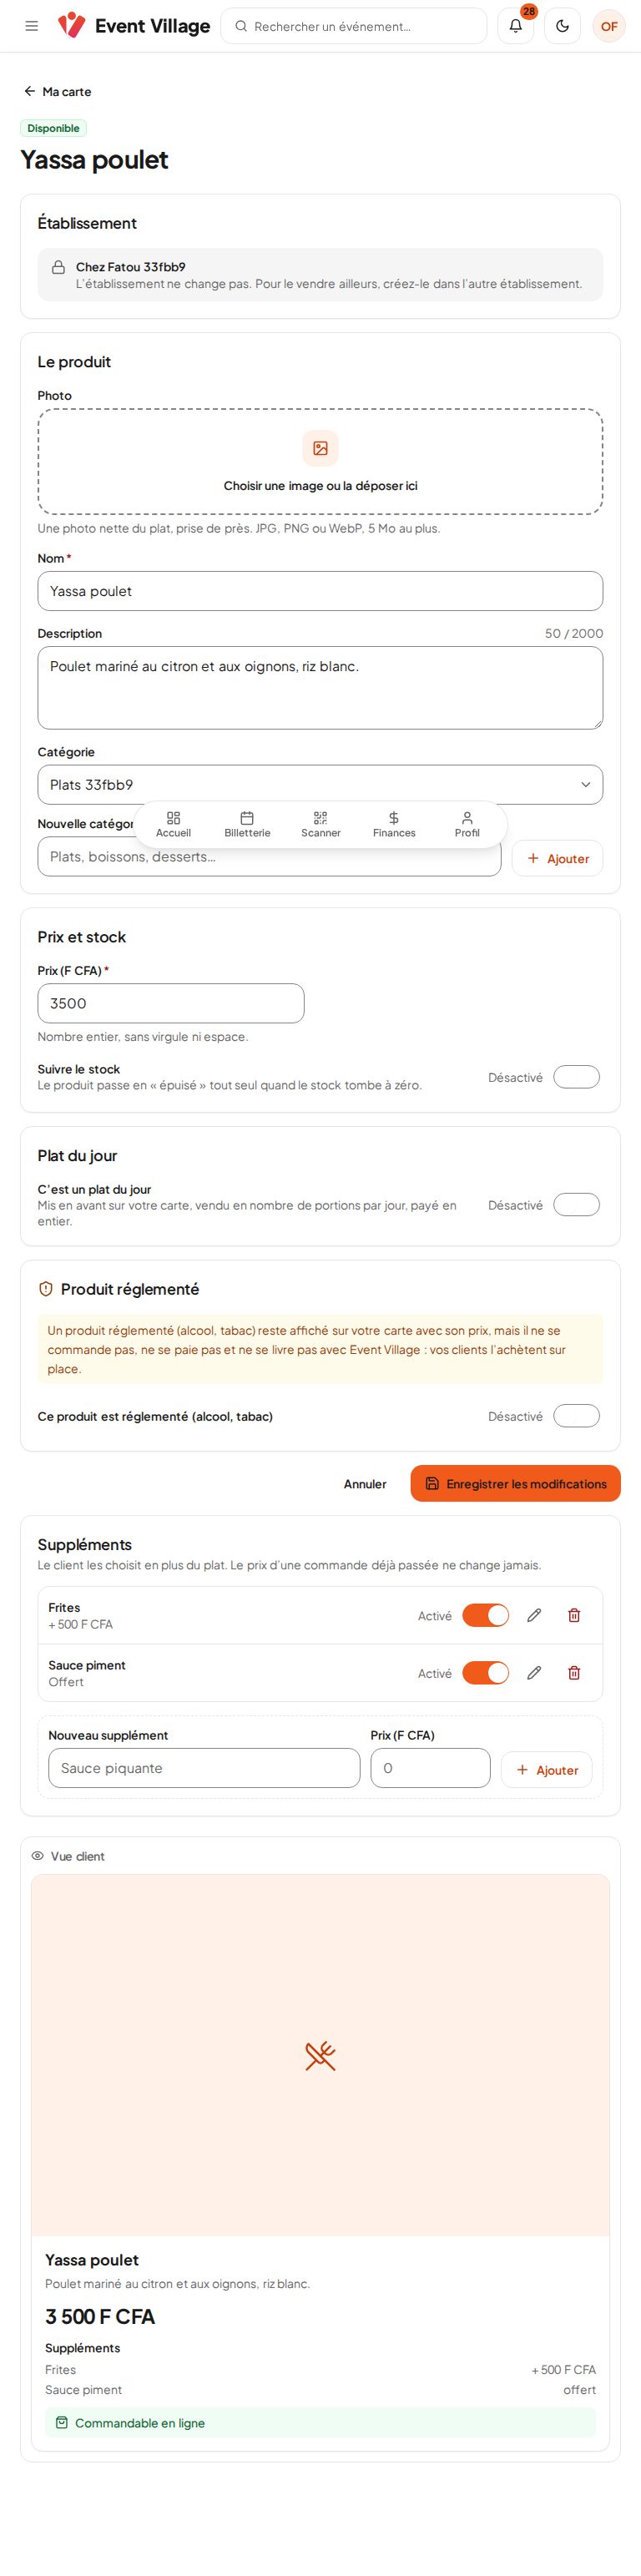 Event Village
Rechercher un événement...
28
OF
Ma carte
Disponible
Yassa poulet
Établissement
Chez Fatou 33fbb9
L'établissement ne change pas. Pour le vendre ailleurs, créez-le dans l'autre établissement.
Le produit
Photo
Choisir une image ou la déposer ici
Une photo nette du plat, prise de près. JPG, PNG ou WebP, 5 Mo au plus.
Nom *
Yassa poulet
Description
50 / 2000
Poulet mariné au citron et aux oignons, riz blanc.
Catégorie
Plats 33fbb9
Nouvelle catégor
Accueil
Billetterie
Scanner
Finances
Profil
Plats, boissons, desserts...
Ajouter
Prix et stock
Prix (F CFA) *
3500
Nombre entier, sans virgule ni espace.
Suivre le stock
Le produit passe en « épuisé » tout seul quand le stock tombe à zéro.
Désactivé
Plat du jour
C'est un plat du jour
Mis en avant sur votre carte, vendu en nombre de portions par jour, payé en
entier.
Désactivé
Produit réglementé
Un produit réglementé (alcool, tabac) reste affiché sur votre carte avec son prix, mais il ne se
commande pas, ne se paie pas et ne se livre pas avec Event Village : vos clients l'achètent sur
place.
Ce produit est réglementé (alcool, tabac)
Désactivé
Annuler
Enregistrer les modifications
Suppléments
Le client les choisit en plus du plat. Le prix d'une commande déjà passée ne change jamais.
Frites
+ 500 F CFA
Activé
Sauce piment
Offert
Activé
Nouveau supplément
Prix (F CFA)
Sauce piquante
0
Ajouter
Vue client
Yassa poulet
Poulet mariné au citron et aux oignons, riz blanc.
3 500 F CFA
Suppléments
Frites
+ 500 F CFA
Sauce piment
offert
Commandable en ligne